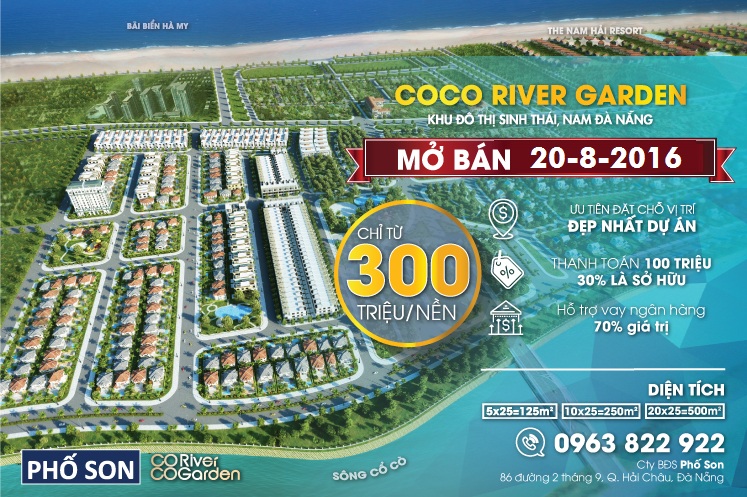 BÃI BIỂN HÀ MY
THE NAM HẢI RESORT
COCO RIVER GARDEN
KHU ĐÔ THỊ SINH THÁI, NAM ĐÀ NẴNG
MỞ BÁN 20-8-2016
CHỈ TỪ
300
TRIỆU/NỀN
ƯU TIÊN ĐẶT CHỖ VỊ TRÍ
ĐẸP NHẤT DỰ ÁN
THANH TOÁN 100 TRIỆU
30% LÀ SỞ HỮU
Hỗ trợ vay ngân hàng
70% giá trị
DIỆN TÍCH
5x25=125m² 10x25=250m² 20x25=500m²
0963 822 922
Cty BĐS Phố Son
86 đường 2 tháng 9, Q. Hải Châu, Đà Nẵng
PHỐ SON
CORiver
COGarden
SÔNG CỔ CÒ